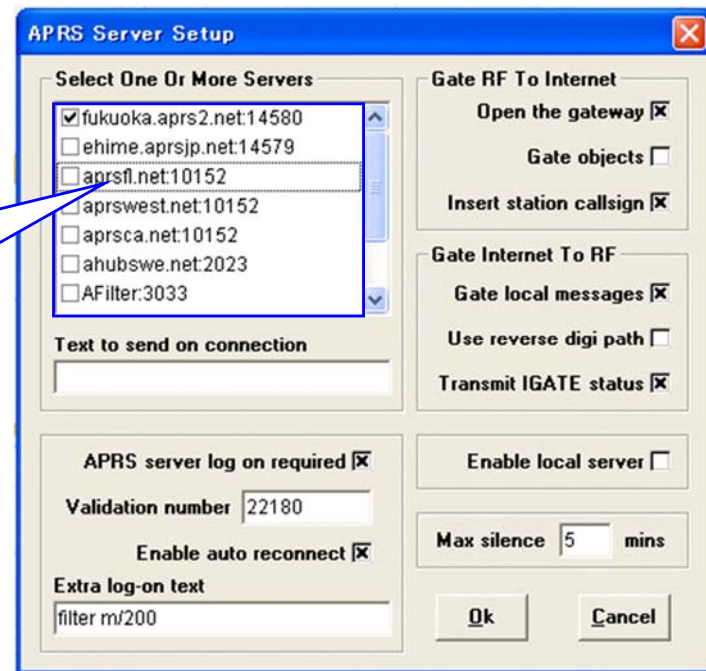 APRS Server Setup
Select One Or More Servers
fukuoka.aprs2.net:14580
ehime.aprsjp.net:14579
aprsfl.net:10152
aprswest.net:10152
aprsca.net:10152
ahubswe.net:2023
AFilter:3033
Text to send on connection
APRS server log on required
Validation number 22180
Enable auto reconnect
Extra log-on text
filter m/200
Gate RF To Internet
Open the gateway
Gate objects
Insert station callsign
Gate Internet To RF
Gate local messages
Use reverse digi path
Transmit IGATE status
Enable local server
Max silence 5 mins
Ok Cancel